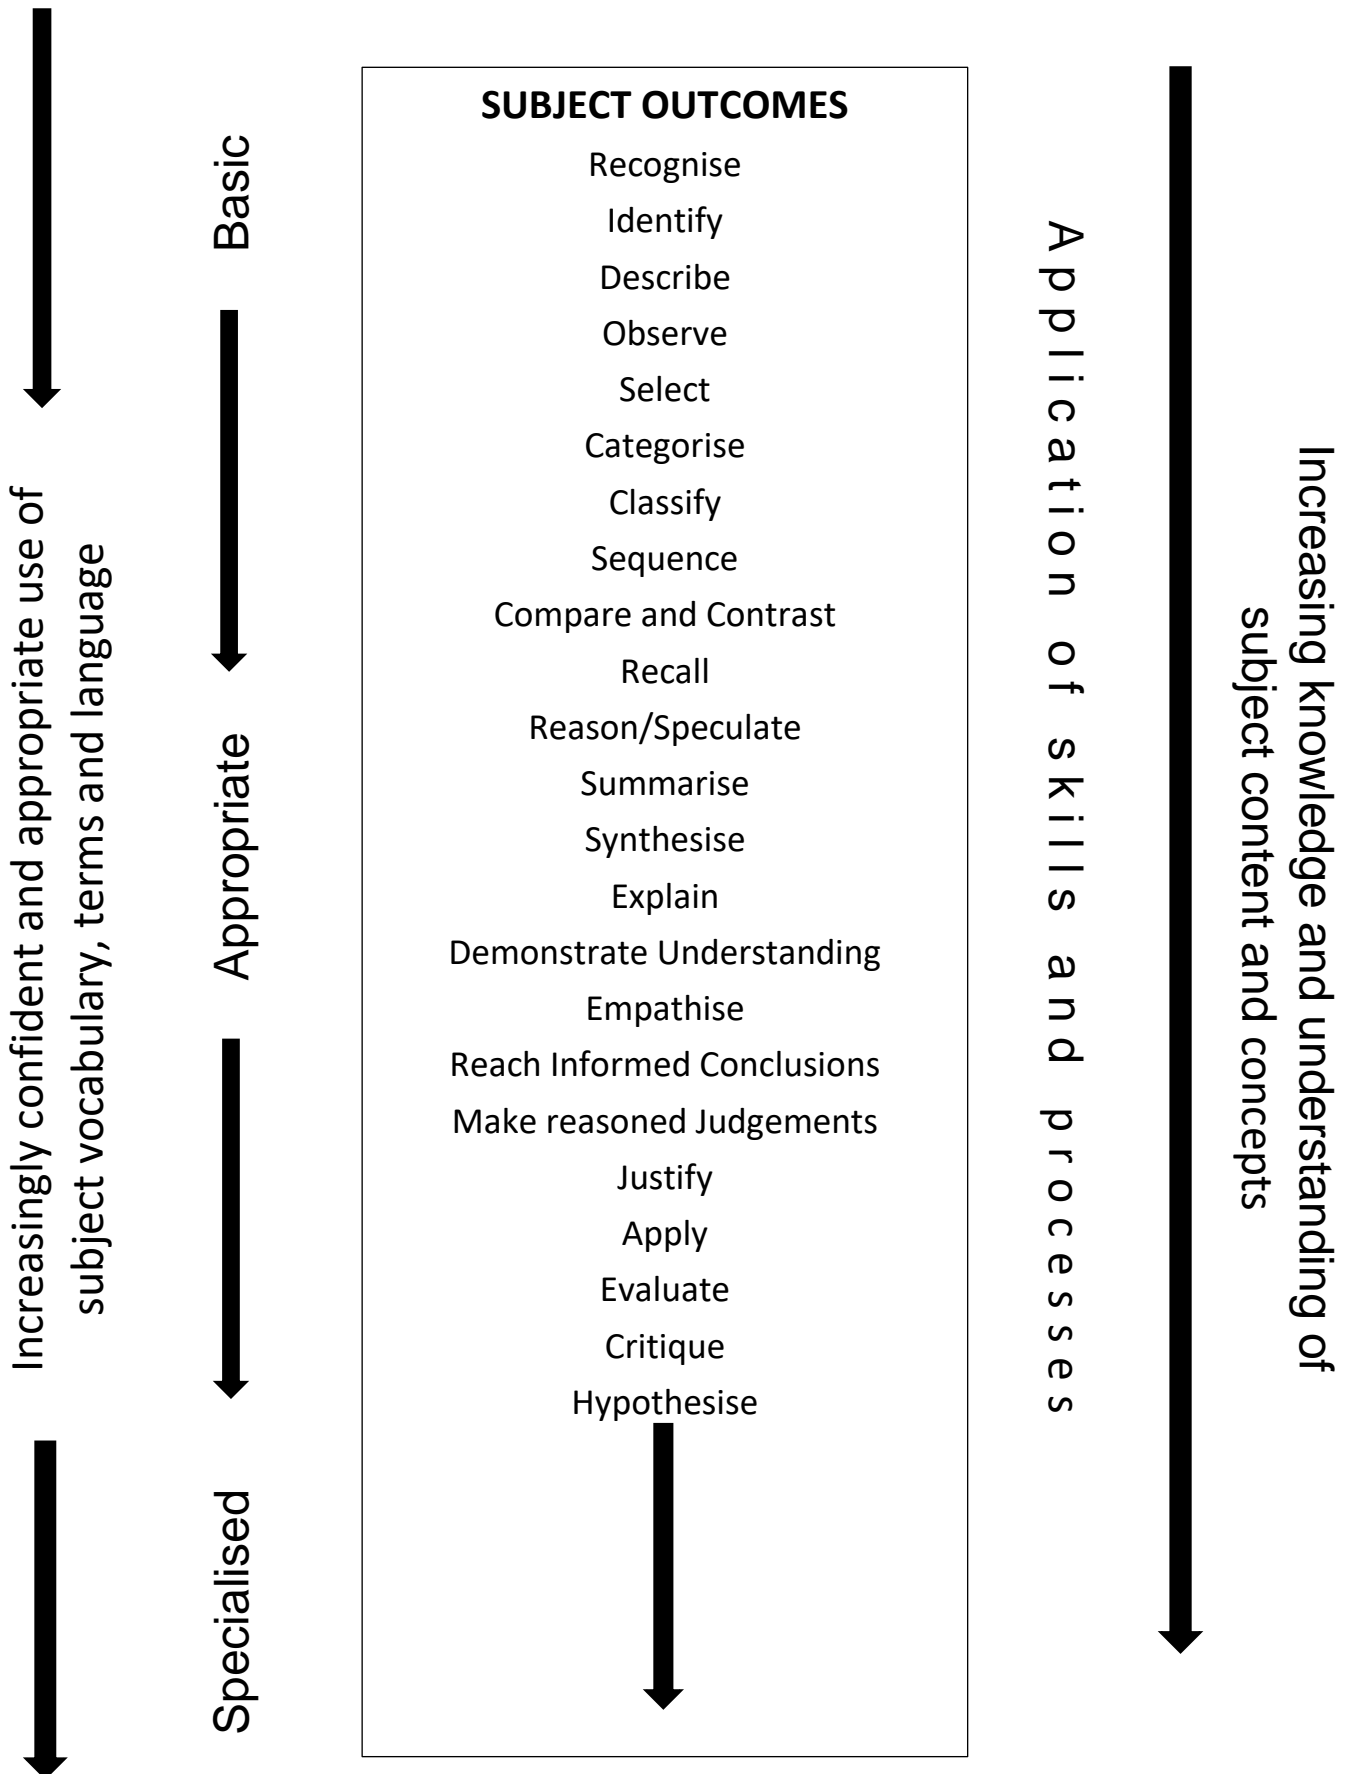 Increasingly confident and appropriate use of
subject vocabulary, terms and language
Basic
Appropriate
Specialised
SUBJECT OUTCOMES
Recognise
Identify
Describe
Observe
Select
Categorise
Classify
Sequence
Compare and Contrast
Recall
Reason/Speculate
Summarise
Synthesise
Explain
Demonstrate Understanding
Empathise
Reach Informed Conclusions
Make reasoned Judgements
Justify
Apply
Evaluate
Critique
Hypothesise
Application of skills and processes
Increasing knowledge and understanding of
subject content and concepts